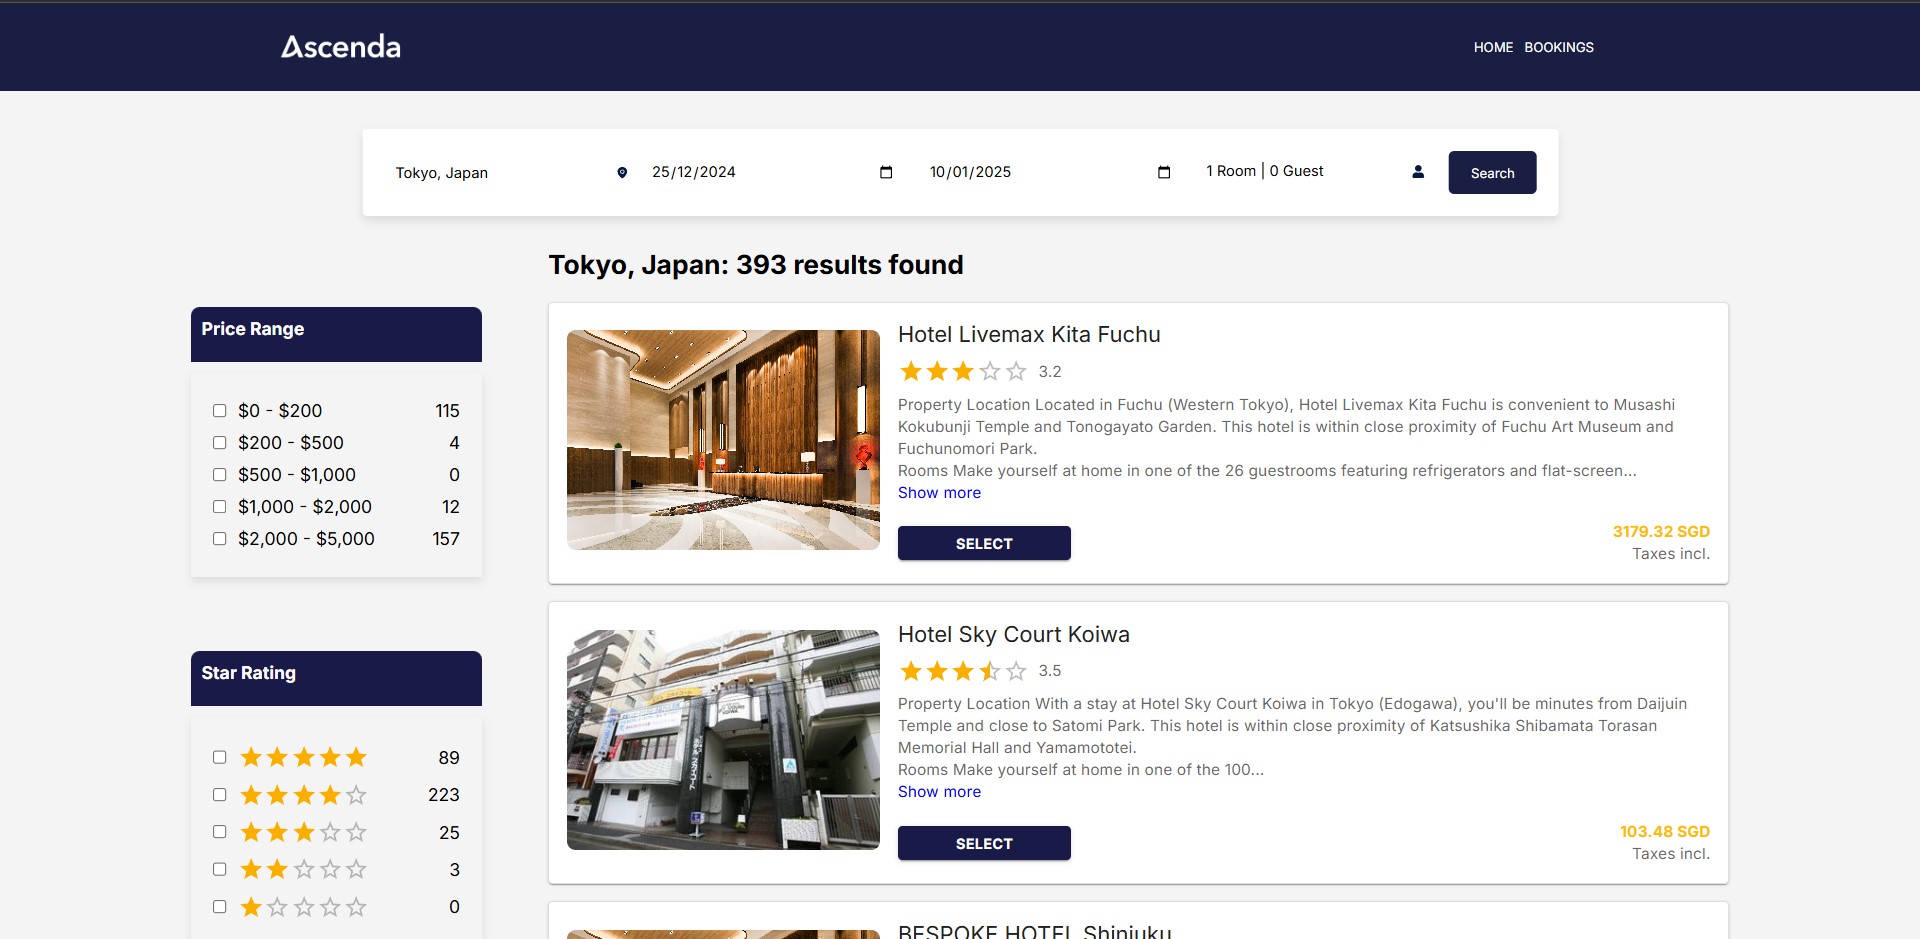 Ascenda
HOME BOOKINGS
Tokyo, Japan
25/12/2024
10/01/2025
1 Room | 0 Guest
Search
Tokyo, Japan: 393 results found
Price Range
$0 - $200 115
$200 - $500 4
$500 - $1,000 0
$1,000 - $2,000 12
$2,000 - $5,000 157
Star Rating
89
223
25
3
0
Hotel Livemax Kita Fuchu
3.2
Property Location Located in Fuchu (Western Tokyo), Hotel Livemax Kita Fuchu is convenient to Musashi
Kokubunji Temple and Tonogayato Garden. This hotel is within close proximity of Fuchu Art Museum and
Fuchunomori Park.
Rooms Make yourself at home in one of the 26 guestrooms featuring refrigerators and flat-screen...
Show more
SELECT
3179.32 SGD
Taxes incl.
Hotel Sky Court Koiwa
3.5
Property Location With a stay at Hotel Sky Court Koiwa in Tokyo (Edogawa), you'll be minutes from Daijuin
Temple and close to Satomi Park. This hotel is within close proximity of Katsushika Shibamata Torasan
Memorial Hall and Yamamototei.
Rooms Make yourself at home in one of the 100...
Show more
SELECT
103.48 SGD
Taxes incl.
BESPOKE HOTEL Shinjuku